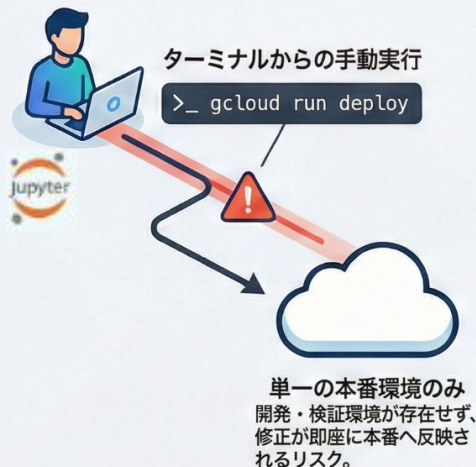 ターミナルからの手動実行
>_ gcloud run deploy
jupyter
単一の本番環境のみ
開発・検証環境が存在せず、
修正が即座に本番へ反映さ
れるリスク。